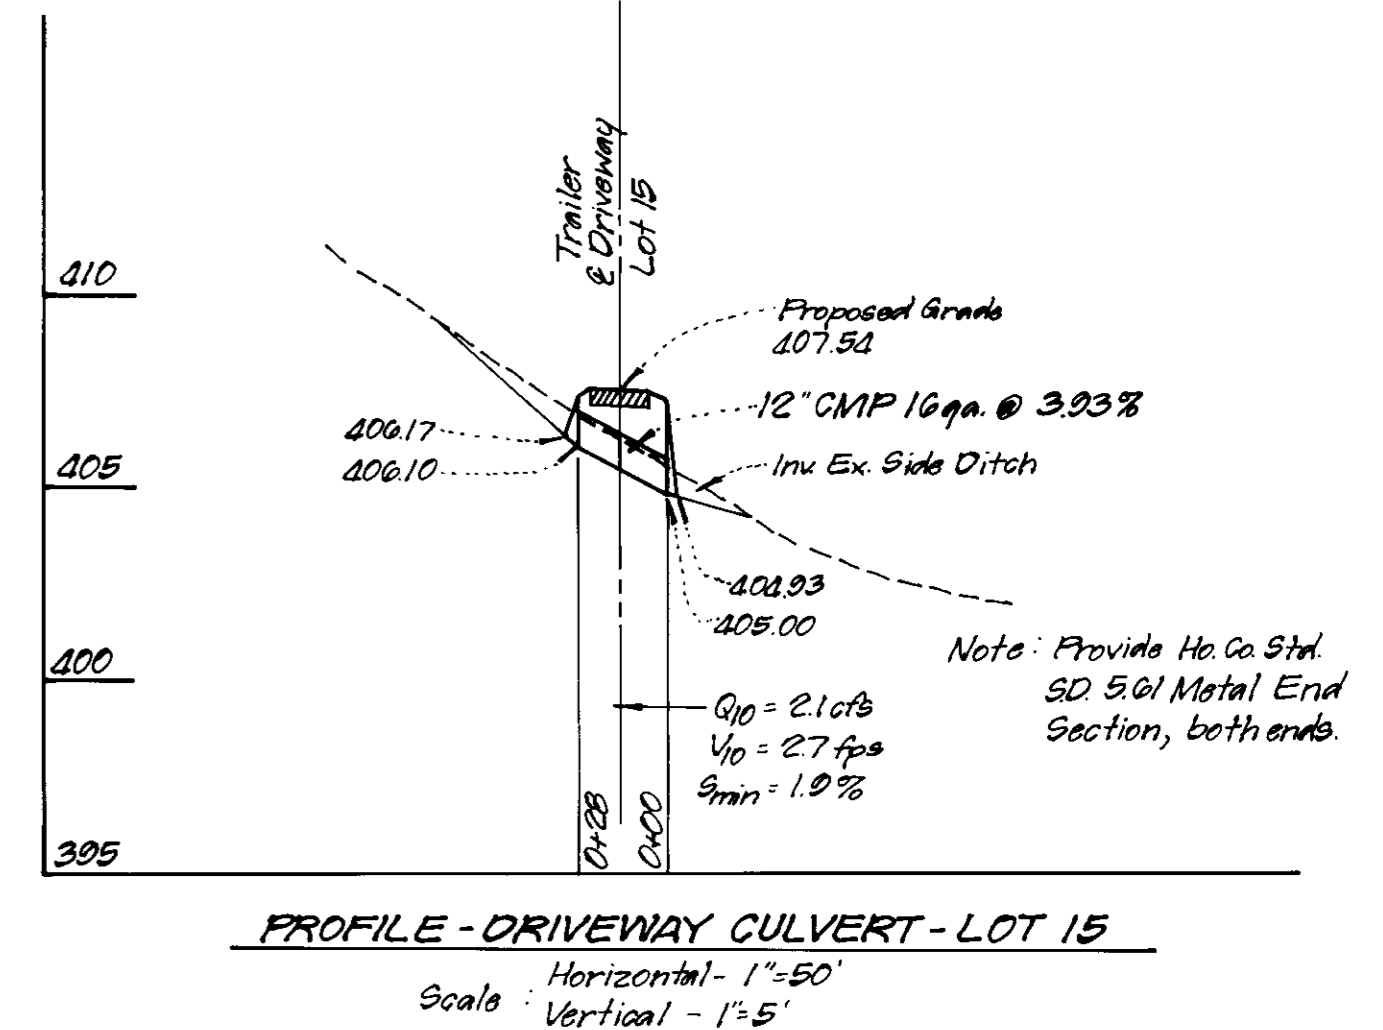 Trailer
℄ Driveway
Lot 15
410
Proposed Grade
407.54
12" CMP 16ga. @ 3.93%
406.17
406.10
405
Inv. Ex. Side Ditch
404.93
405.00
400
Note: Provide Ho. Co. Std.
S.D. 5.61 Metal End
Section, both ends.
Q10 = 2.1 cfs
V10 = 2.7 fps
Smin = 1.9%
0+28
0+00
395
PROFILE - DRIVEWAY CULVERT - LOT 15
Scale : Horizontal - 1"=50'
Vertical - 1"=5'